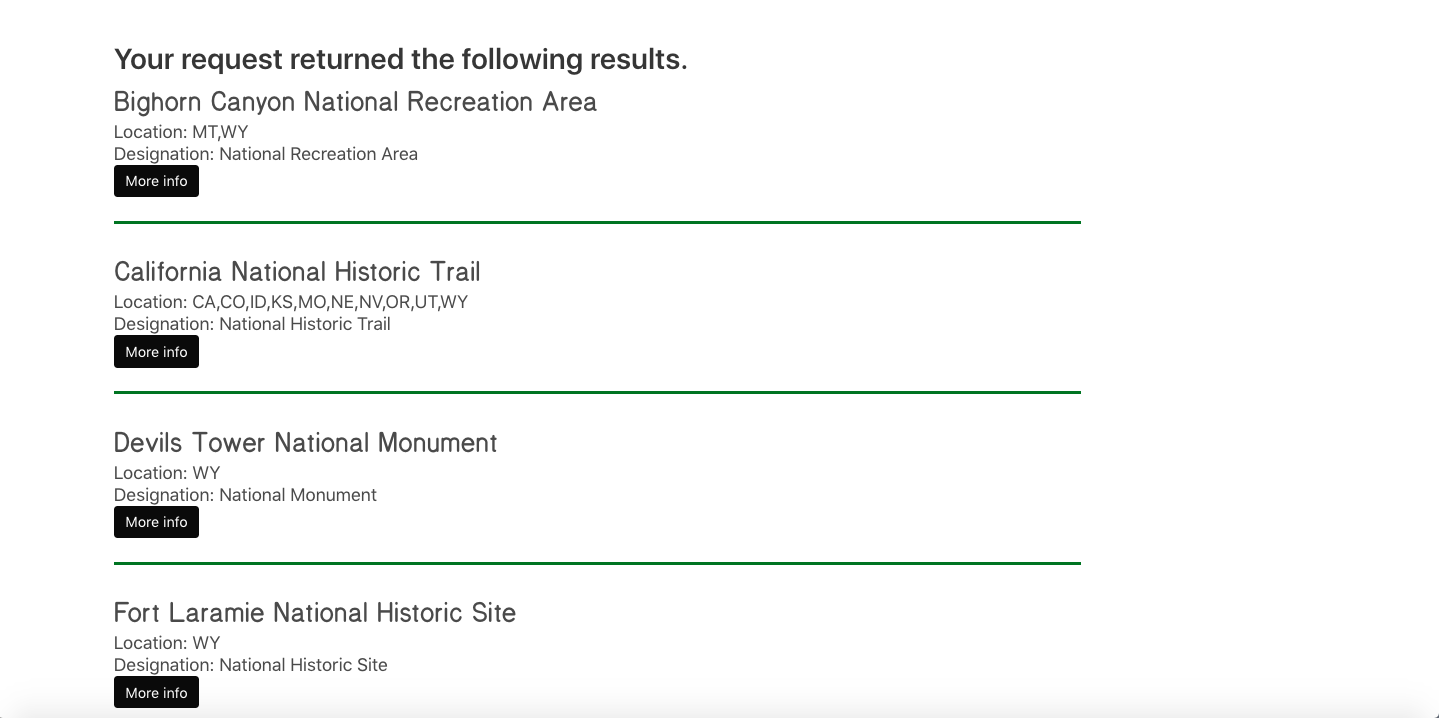 Your request returned the following results.
Bighorn Canyon National Recreation Area
Location: MT,WY
Designation: National Recreation Area
More info
California National Historic Trail
Location: CA,CO,ID,KS,MO,NE,NV,OR,UT,WY
Designation: National Historic Trail
More info
Devils Tower National Monument
Location: WY
Designation: National Monument
More info
Fort Laramie National Historic Site
Location: WY
Designation: National Historic Site
More info